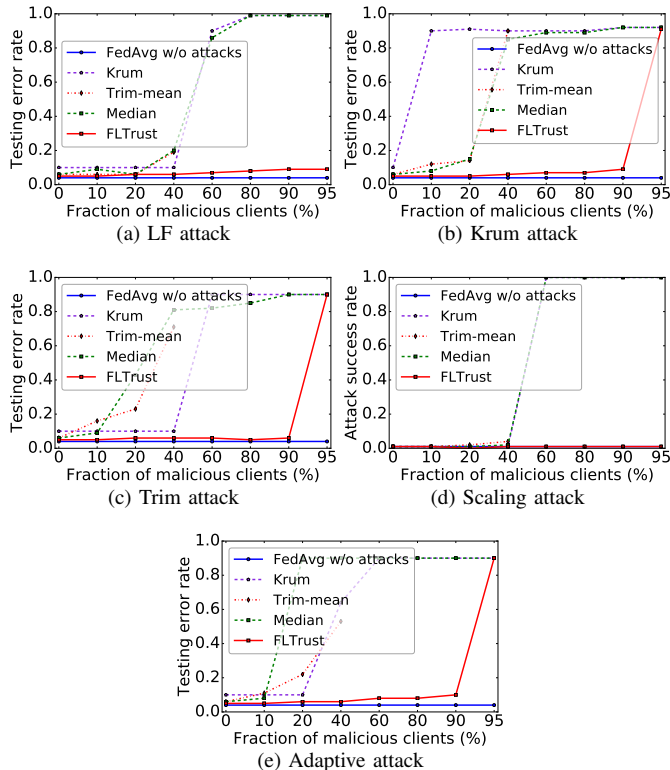 1.0
0.8
0.6
0.4
0.2
0.0
Testing error rate
FedAvg w/o attacks
Krum
Trim-mean
Median
FLTrust
0 10 20 40 60 80 90 95
Fraction of malicious clients (%)
(a) LF attack
1.0
0.8
0.6
0.4
0.2
0.0
Testing error rate
FedAvg w/o attacks
Krum
Trim-mean
Median
FLTrust
0 10 20 40 60 80 90 95
Fraction of malicious clients (%)
(b) Krum attack
1.0
0.8
0.6
0.4
0.2
0.0
Testing error rate
FedAvg w/o attacks
Krum
Trim-mean
Median
FLTrust
0 10 20 40 60 80 90 95
Fraction of malicious clients (%)
(c) Trim attack
1.0
0.8
0.6
0.4
0.2
0.0
Attack success rate
FedAvg w/o attacks
Krum
Trim-mean
Median
FLTrust
0 10 20 40 60 80 90 95
Fraction of malicious clients (%)
(d) Scaling attack
1.0
0.8
0.6
0.4
0.2
0.0
Testing error rate
FedAvg w/o attacks
Krum
Trim-mean
Median
FLTrust
0 10 20 40 60 80 90 95
Fraction of malicious clients (%)
(e) Adaptive attack